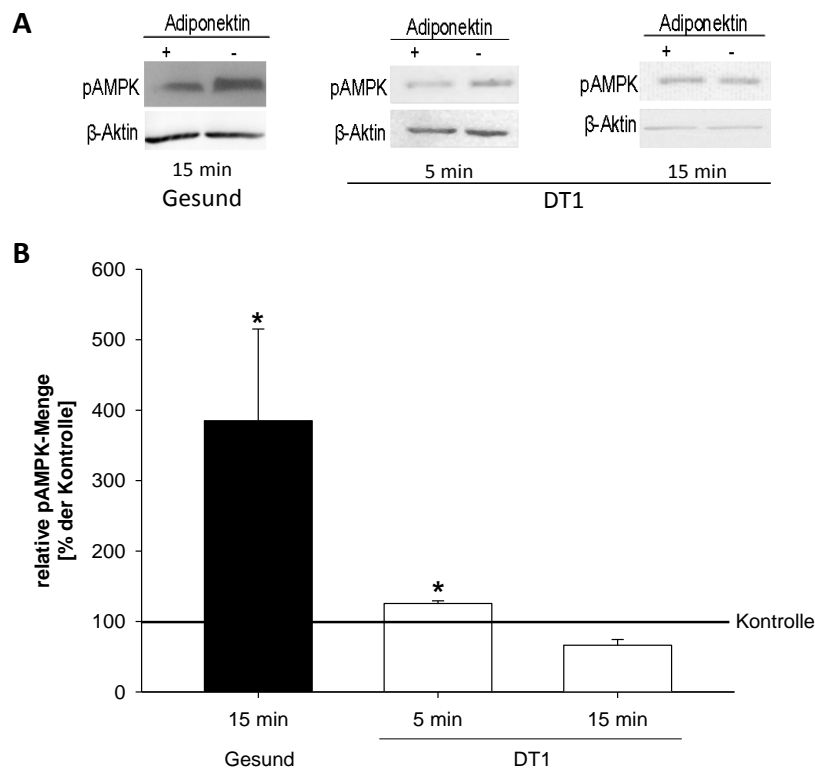 A
Adiponektin
+ -
pAMPK
β-Aktin
15 min
Gesund
Adiponektin
+ -
pAMPK
β-Aktin
5 min
Adiponektin
+ -
pAMPK
β-Aktin
15 min
DT1
B
relative pAMPK-Menge
[% der Kontrolle]
600
500
400
300
200
100
0
*
*
Kontrolle
15 min
5 min
15 min
Gesund
DT1